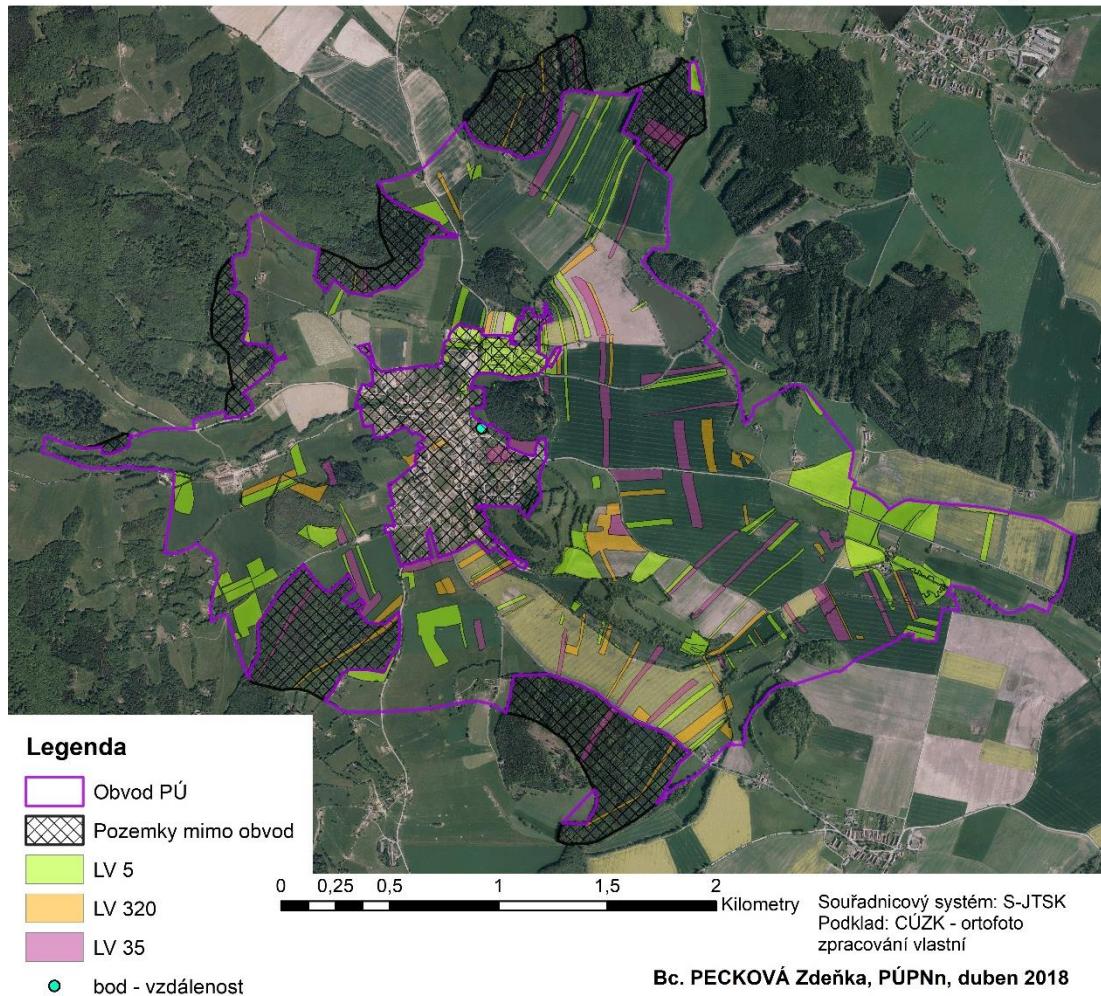 Legenda
Obvod PÚ
Pozemky mimo obvod
LV 5
LV 320
LV 35
bod - vzdálenost
0 0,25 0,5 1 1,5 2
Kilometry
Souřadnicový systém: S-JTSK
Podklad: CÚZK - ortofoto
zpracování vlastní
Bc. PECKOVÁ Zdeňka, PÚPNn, duben 2018